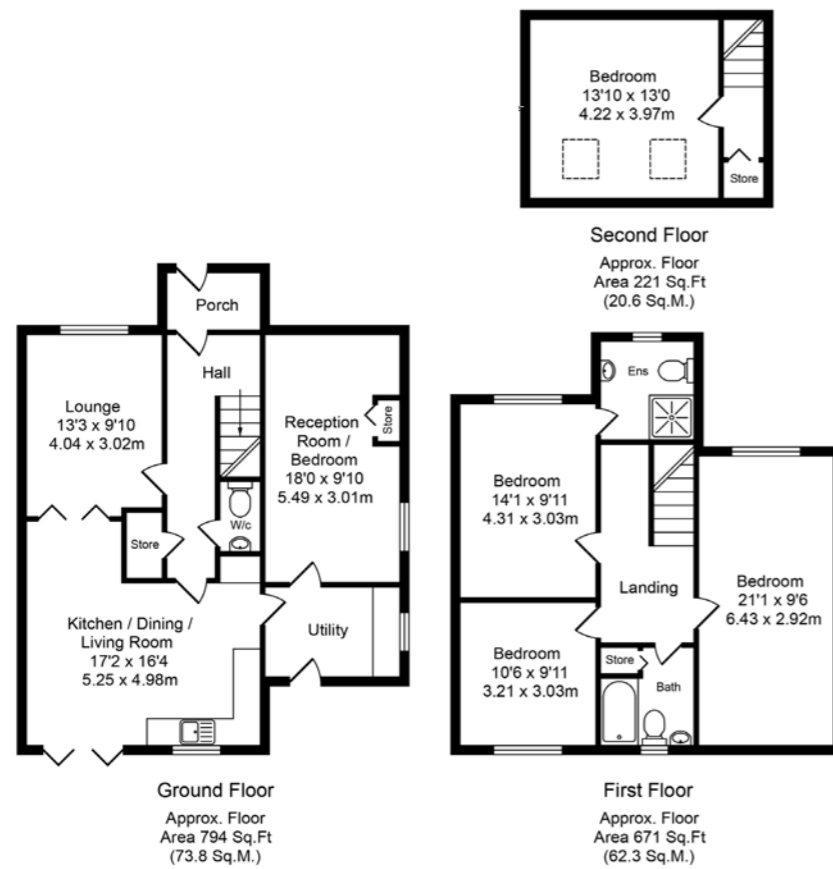 Bedroom
13'10 x 13'0
4.22 x 3.97m
Store
Second Floor
Approx. Floor
Area 221 Sq.Ft
(20.6 Sq.M.)
Porch
Hall
Lounge
13'3 x 9'10
4.04 x 3.02m
Reception
Room /
Bedroom
18'0 x 9'10
5.49 x 3.01m
Store
W/c
Store
Kitchen / Dining /
Living Room
17'2 x 16'4
5.25 x 4.98m
Utility
Ground Floor
Approx. Floor
Area 794 Sq.Ft
(73.8 Sq.M.)
Ens
Bedroom
14'1 x 9'11
4.31 x 3.03m
Landing
Bedroom
21'1 x 9'6
6.43 x 2.92m
Bedroom
10'6 x 9'11
3.21 x 3.03m
Store
Bath
First Floor
Approx. Floor
Area 671 Sq.Ft
(62.3 Sq.M.)